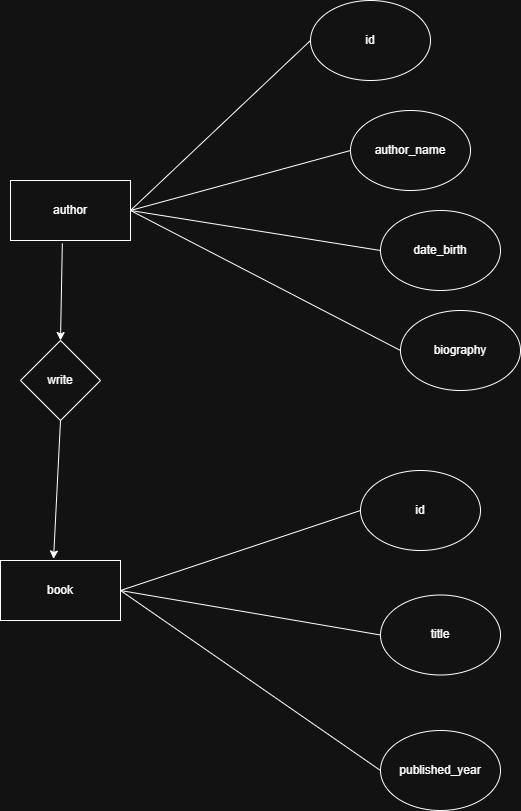 id
author_name
author
date_birth
biography
write
id
book
title
published_year